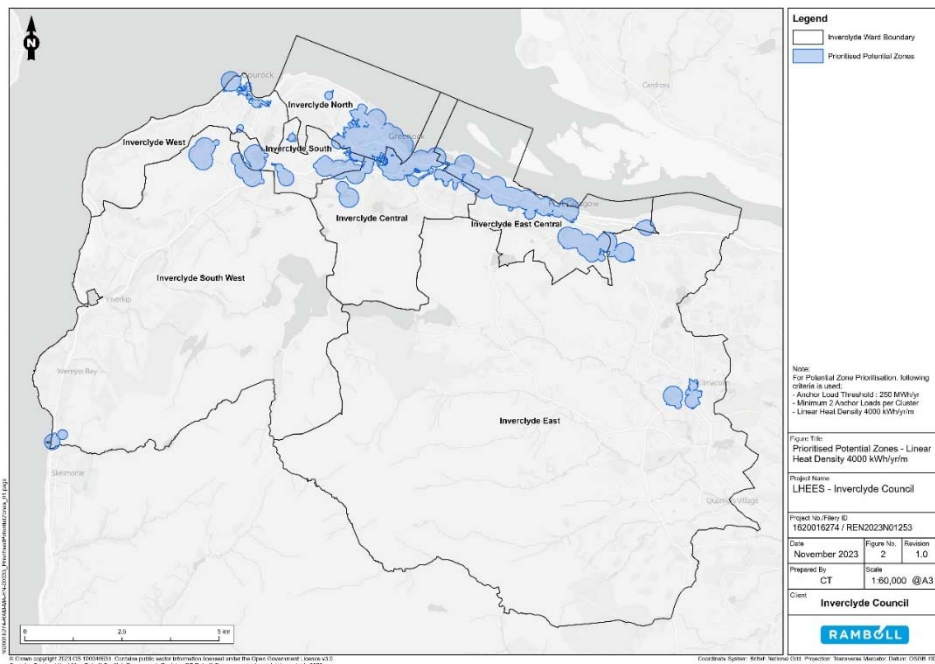 N
Gourock
Cardross
Inverclyde North
Greenock
Inverclyde West
Inverclyde South
Port Glasgow
Inverclyde Central
Inverclyde East Central
Inverclyde South West
Inverkip
Wemyss Bay
Kilmacolm
Inverclyde East
Skelmorlie
Quarriers Village
0 2.5 5 km
Legend
Inverclyde Ward Boundary
Prioritised Potential Zones
Note:
For Potential Zone Prioritisation, following
criteria is used:
- Anchor Load Threshold : 250 MWh/yr
- Minimum 2 Anchor Loads per Cluster
- Linear Heat Density 4000 kWh/yr/m
Figure Title
Prioritised Potential Zones - Linear
Heat Density 4000 kWh/yr/m
Project Name
LHEES - Inverclyde Council
Project No./Filery ID
1620016274 / REN2023N01253
Date Figure No. Revision
November 2023 2 1.0
Prepared By Scale
CT 1:60,000 @A3
Client
Inverclyde Council
RAMBOLL